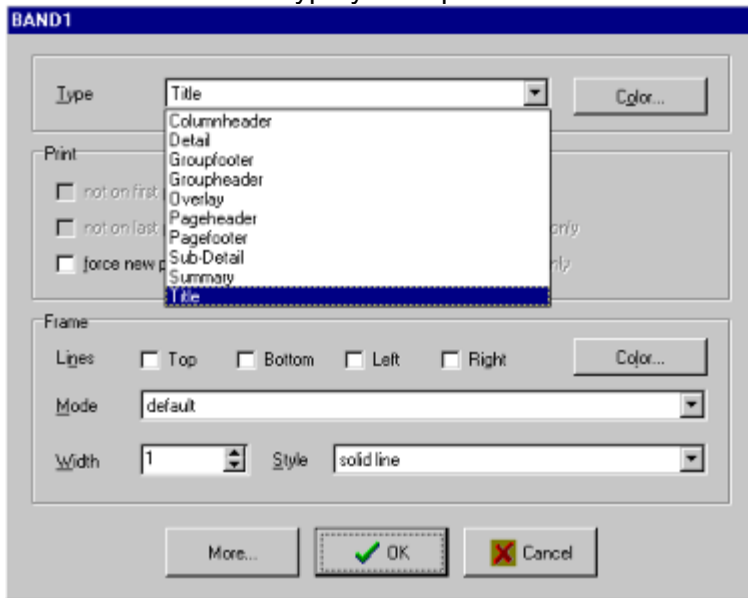 BAND1
Type Title Color...
Columnheader
Detail
Groupfooter
Groupheader
Overlay
Pageheader
Pagefooter
Sub-Detail
Summary
Title
Print
not on first
not on last only
force new p
Frame
Lines Top Bottom Left Right Color...
Mode default
Width 1 Style solid line
More... OK Cancel